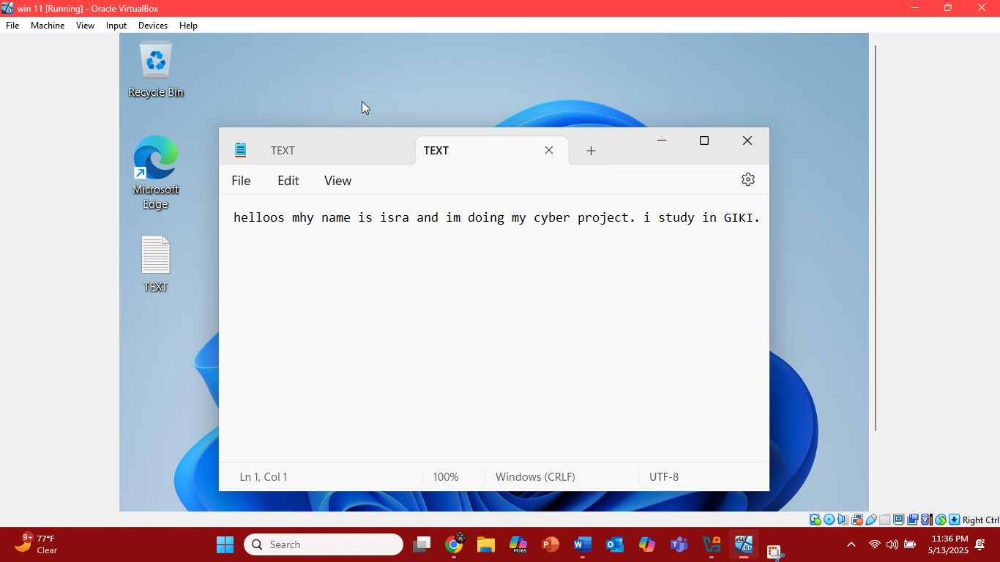 win 11 [Running] - Oracle VirtualBox
File Machine View Input Devices Help
Recycle Bin
Microsoft
Edge
TEXT
TEXT
TEXT
File Edit View
helloos mhy name is isra and im doing my cyber project. i study in GIKI.
Ln 1, Col 1
100%
Windows (CRLF)
UTF-8
Right Ctrl
9+
77°F
Clear
Search
M365
11:36 PM
5/13/2025